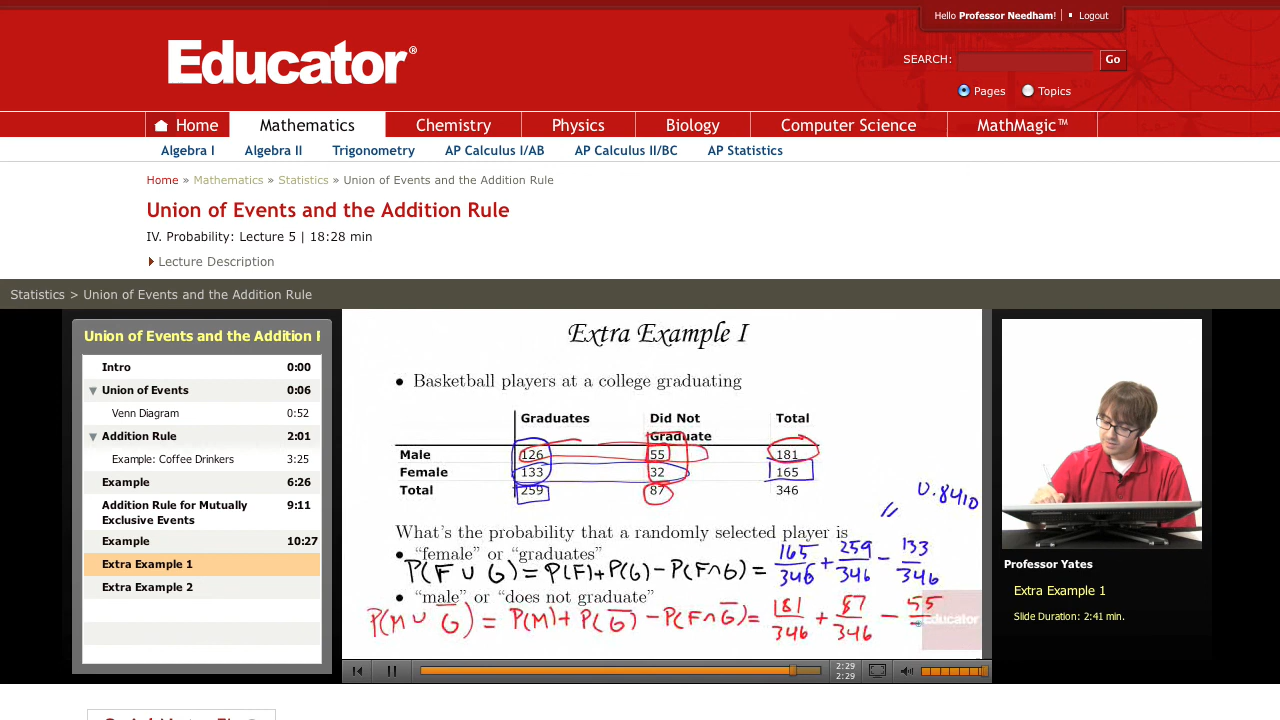 Hello Professor Needham! Logout
Educator®
SEARCH: Go
Pages Topics
Home Mathematics Chemistry Physics Biology Computer Science MathMagic™
Algebra I Algebra II Trigonometry AP Calculus I/AB AP Calculus II/BC AP Statistics
Home » Mathematics » Statistics » Union of Events and the Addition Rule
Union of Events and the Addition Rule
IV. Probability: Lecture 5 | 18:28 min
Lecture Description
Statistics > Union of Events and the Addition Rule
Union of Events and the Addition
Intro 0:00
Union of Events 0:06
Venn Diagram 0:52
Addition Rule 2:01
Example: Coffee Drinkers 3:25
Example 6:26
Addition Rule for Mutually
Exclusive Events 9:11
Example 10:27
Extra Example 1
Extra Example 2
Extra Example I
• Basketball players at a college graduating
Graduates Did Not Total
Graduate
Male 126 55 181
Female 133 32 165
Total 259 87 346
0.8410
//
What's the probability that a randomly selected player is
• "female" or "graduates"
P(F ∪ G) = P(F) + P(G) - P(F∩G) = 165/346 + 259/346 - 133/346
• "male" or "does not graduate"
P(M ∪ G̅) = P(M) + P(G̅) - P(F∩G̅) = 181/346 + 87/346 - 55
Educator
2:29
2:29
Professor Yates
Extra Example 1
Slide Duration: 2:41 min.